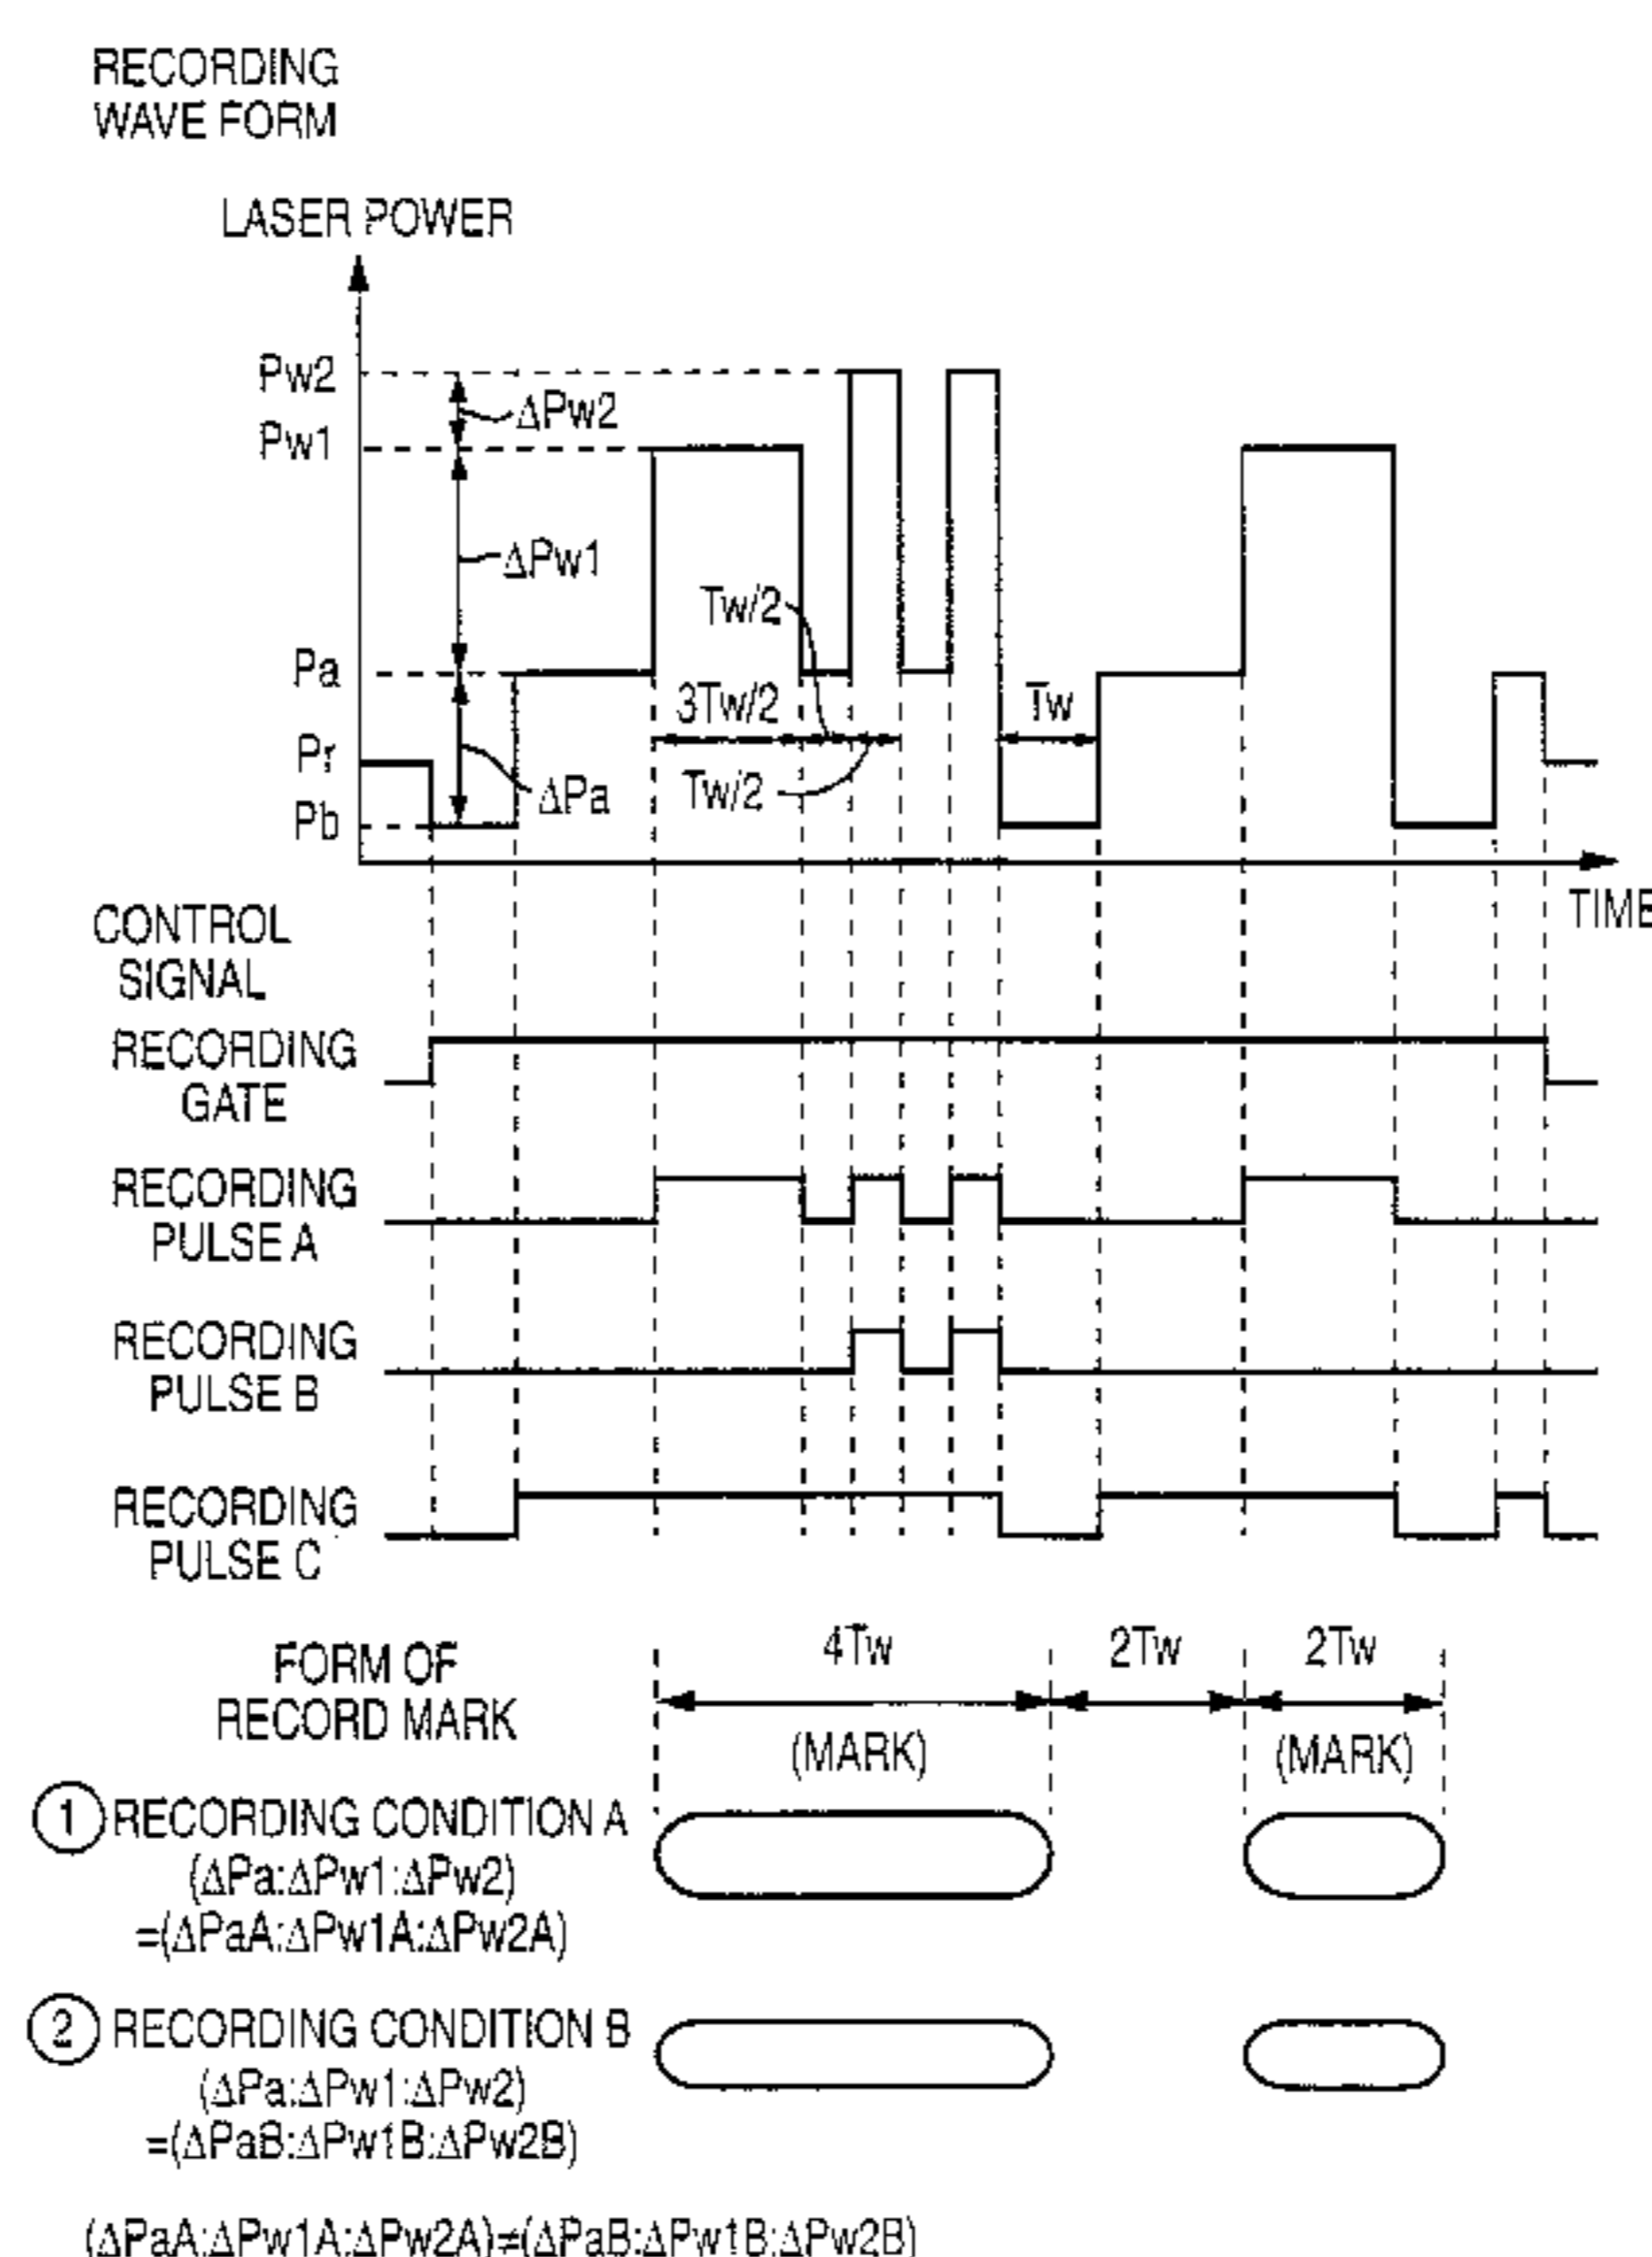 RECORDING
WAVE FORM
LASER POWER
Pw2
ΔPw2
Pw1
ΔPw1
Tw/2
Pa
3Tw/2
Tw
Pr
Tw/2
ΔPa
Pb
TIME
CONTROL
SIGNAL
RECORDING
GATE
RECORDING
PULSE A
RECORDING
PULSE B
RECORDING
PULSE C
4Tw
2Tw
2Tw
FORM OF
RECORD MARK
(MARK)
(MARK)
1 RECORDING CONDITION A
(ΔPa:ΔPw1:ΔPw2)
=(ΔPaA:ΔPw1A:ΔPw2A)
2 RECORDING CONDITION B
(ΔPa:ΔPw1:ΔPw2)
=(ΔPaB:ΔPw1B:ΔPw2B)
(ΔPaA:ΔPw1A:ΔPw2A)≠(ΔPaB:ΔPw1B:ΔPw2B)